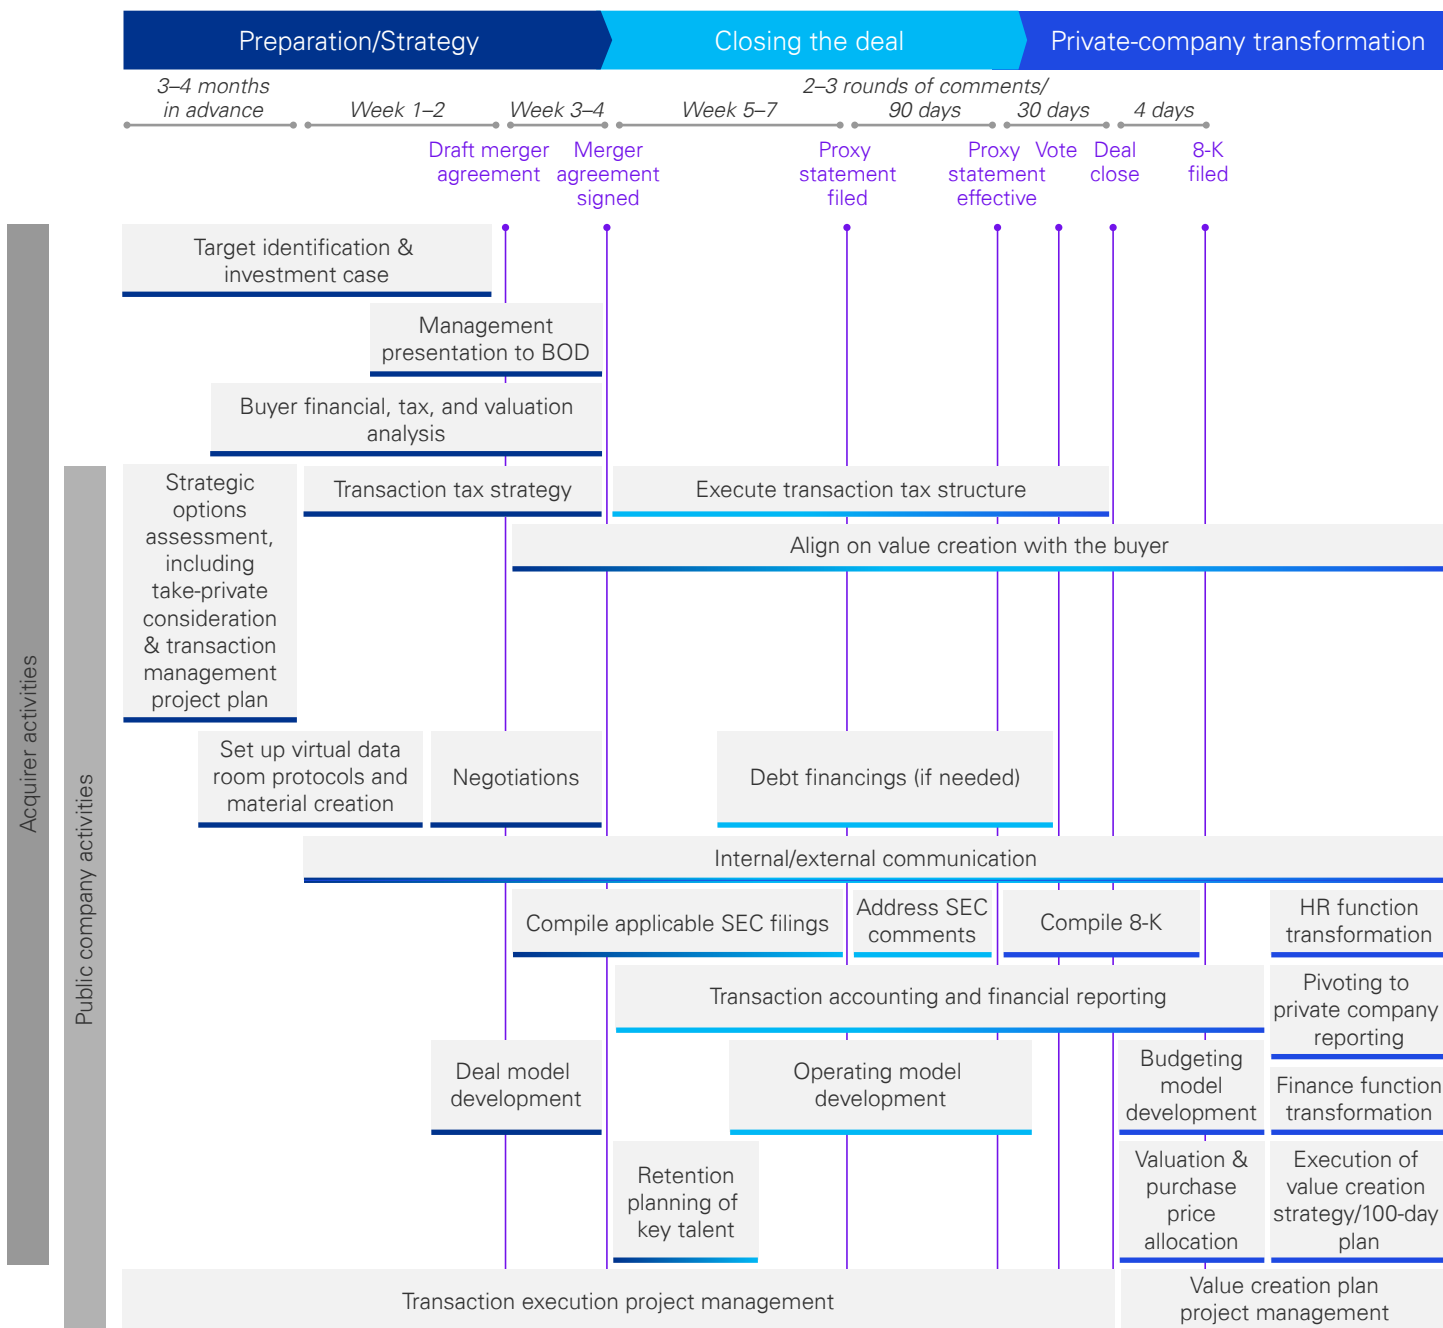 Preparation/Strategy
Closing the deal
Private-company transformation
3–4 months
in advance
Week 1–2
Week 3–4
Week 5–7
2–3 rounds of comments/
90 days
30 days
4 days
Draft merger
agreement
Merger
agreement
signed
Proxy
statement
filed
Proxy
statement
effective
Vote
Deal
close
8-K
filed
Acquirer activities
Public company activities
Target identification &
investment case
Management
presentation to BOD
Buyer financial, tax, and valuation
analysis
Strategic
options
assessment,
including
take-private
consideration
& transaction
management
project plan
Transaction tax strategy
Execute transaction tax structure
Align on value creation with the buyer
Set up virtual data
room protocols and
material creation
Negotiations
Debt financings (if needed)
Internal/external communication
Compile applicable SEC filings
Address SEC
comments
Compile 8-K
HR function
transformation
Transaction accounting and financial reporting
Pivoting to
private company
reporting
Deal model
development
Operating model
development
Budgeting
model
development
Finance function
transformation
Retention
planning of
key talent
Valuation &
purchase
price
allocation
Execution of
value creation
strategy/100-day
plan
Transaction execution project management
Value creation plan
project management